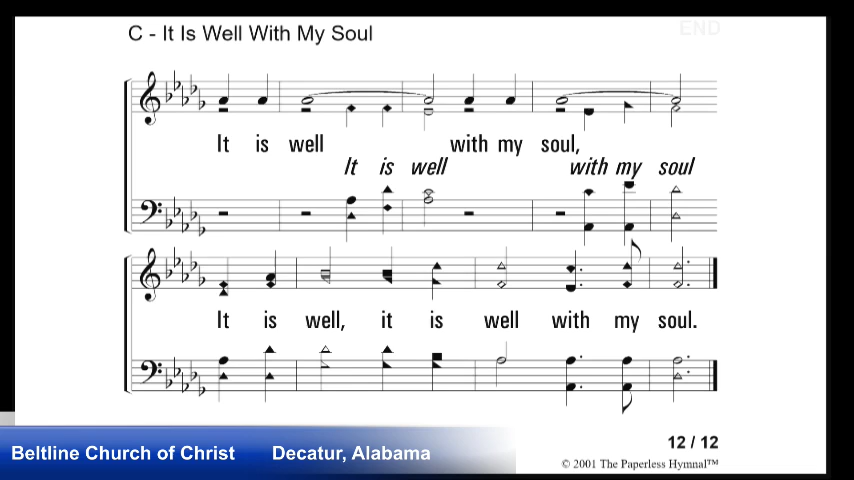 C - It Is Well With My Soul
END
It is well with my soul,
It is well with my soul
It is well, it is well with my soul.
12 / 12
Beltline Church of Christ Decatur, Alabama
© 2001 The Paperless Hymnal™